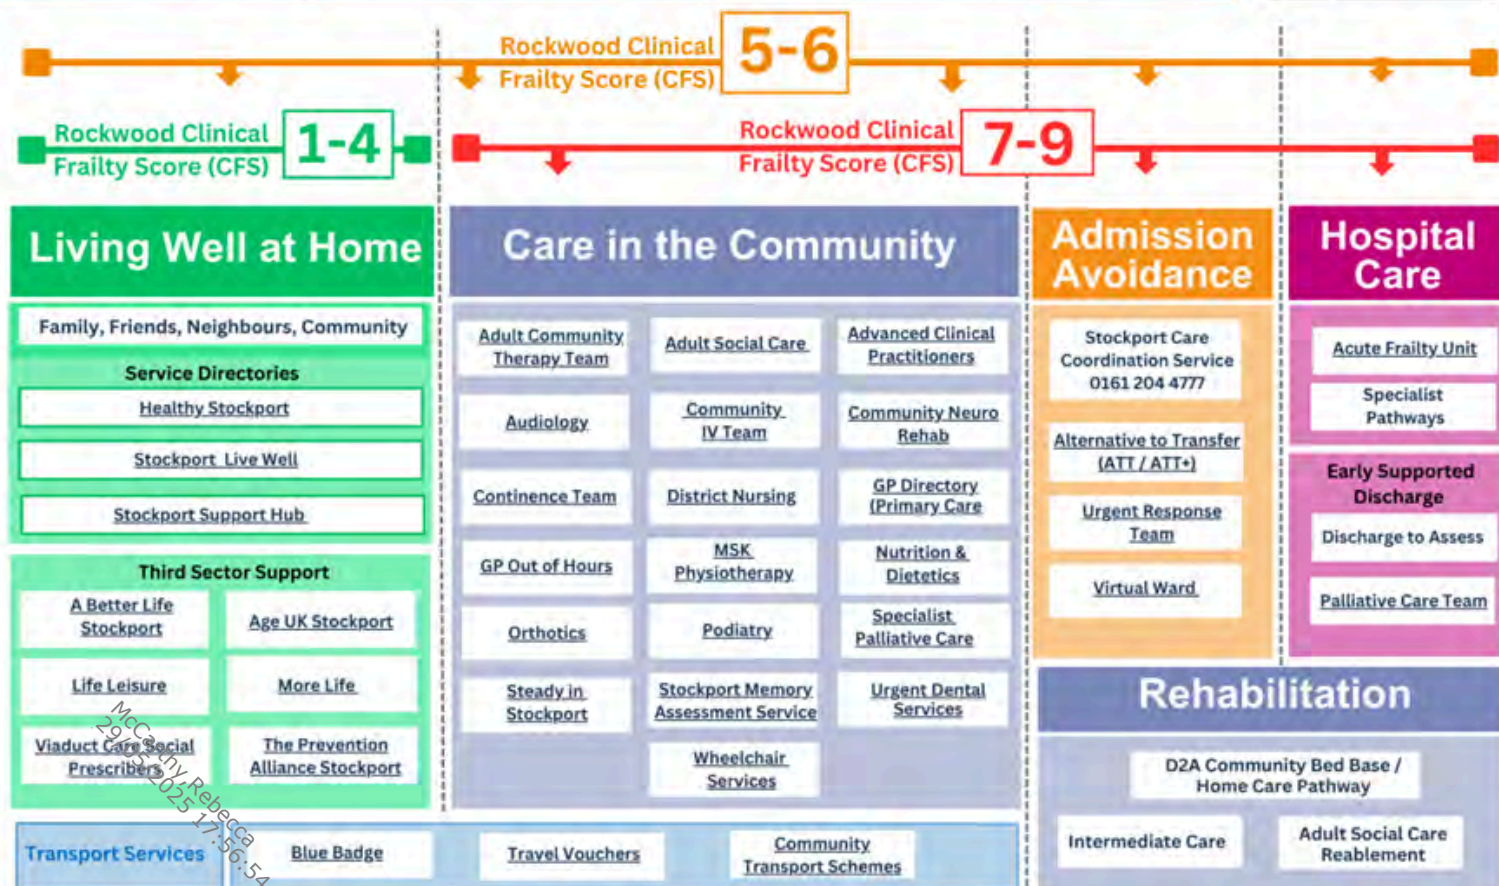 Rockwood Clinical
Frailty Score (CFS)
5-6
Rockwood Clinical
Frailty Score (CFS)
1-4
Rockwood Clinical
Frailty Score (CFS)
7-9
Living Well at Home
Family, Friends, Neighbours, Community
Service Directories
Healthy Stockport
Stockport Live Well
Stockport Support Hub
Third Sector Support
A Better Life
Stockport
Age UK Stockport
Life Leisure
More Life
Viaduct Care Social
Prescribers
The Prevention
Alliance Stockport
Care in the Community
Adult Community
Therapy Team
Adult Social Care
Advanced Clinical
Practitioners
Audiology
Community
IV Team
Community Neuro
Rehab
Continence Team
District Nursing
GP Directory
(Primary Care
GP Out of Hours
MSK
Physiotherapy
Nutrition &
Dietetics
Orthotics
Podiatry
Specialist
Palliative Care
Steady in
Stockport
Stockport Memory
Assessment Service
Urgent Dental
Services
Wheelchair
Services
Admission
Avoidance
Stockport Care
Coordination Service
0161 204 4777
Alternative to Transfer
(ATT / ATT+)
Urgent Response
Team
Virtual Ward
Hospital
Care
Acute Frailty Unit
Specialist
Pathways
Early Supported
Discharge
Discharge to Assess
Palliative Care Team
Rehabilitation
D2A Community Bed Base /
Home Care Pathway
Intermediate Care
Adult Social Care
Reablement
Transport Services
Blue Badge
Travel Vouchers
Community
Transport Schemes
McCarthy, Rebecca
29/05/2025 17:56:54